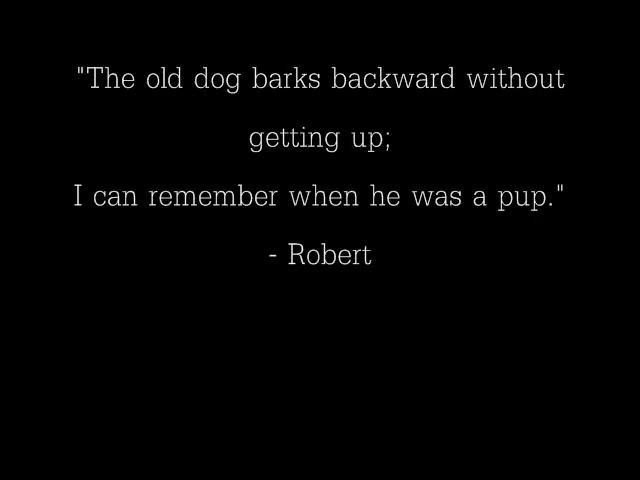 "The old dog barks backward without
getting up;
I can remember when he was a pup."
- Robert